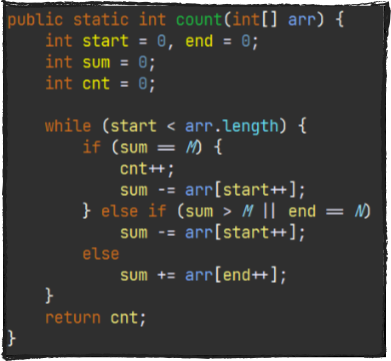 public static int count(int[] arr) {
int start = 0, end = 0;
int sum = 0;
int cnt = 0;
while (start < arr.length) {
if (sum == M) {
cnt++;
sum -= arr[start++];
} else if (sum > M || end == N)
sum -= arr[start++];
else
sum += arr[end++];
}
return cnt;
}